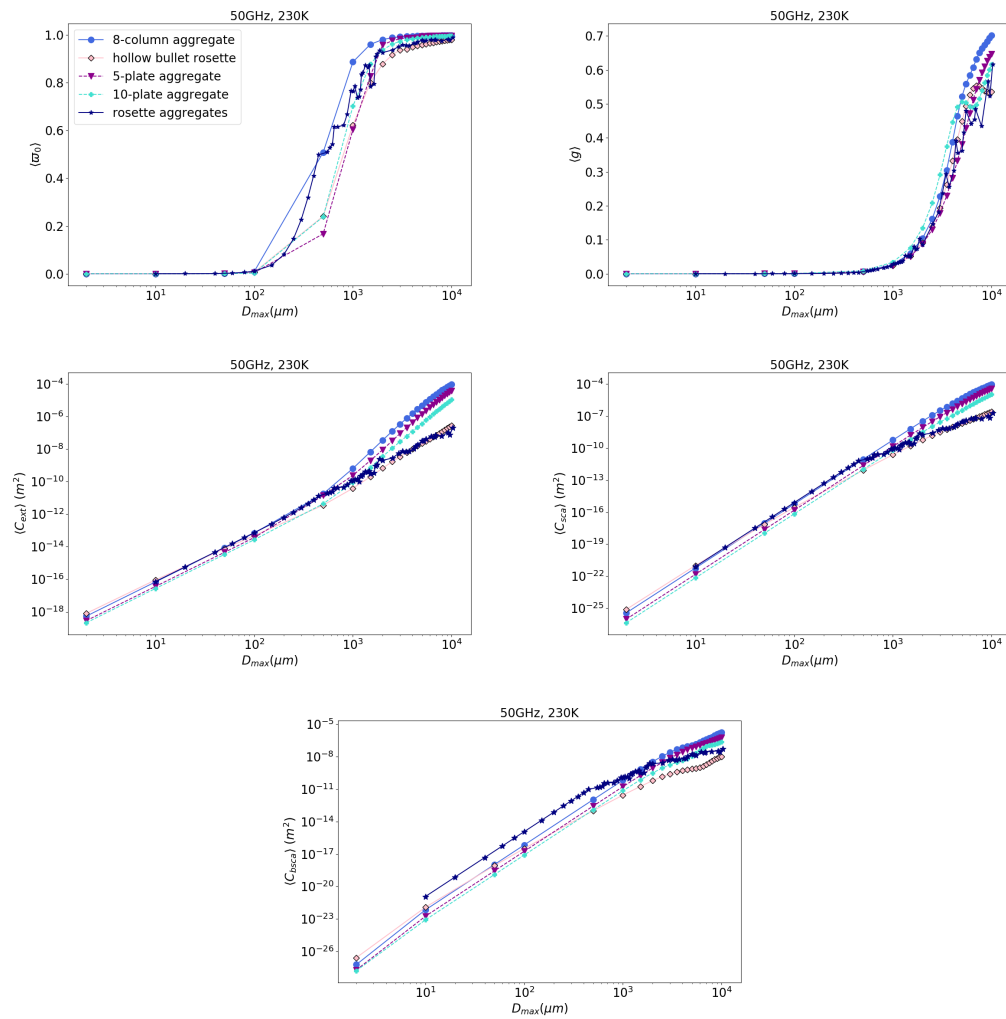 50GHz, 230K
1.0
0.8
0.6
0.4
0.2
0.0
⟨ϖ₀⟩
8-column aggregate
hollow bullet rosette
5-plate aggregate
10-plate aggregate
rosette aggregates
10¹ 10² 10³ 10⁴
D_max(μm)
50GHz, 230K
0.7
0.6
0.5
0.4
0.3
0.2
0.1
0.0
⟨g⟩
10¹ 10² 10³ 10⁴
D_max(μm)
50GHz, 230K
10⁻⁴
10⁻⁶
10⁻⁸
10⁻¹⁰
10⁻¹²
10⁻¹⁴
10⁻¹⁶
10⁻¹⁸
⟨C_ext⟩ (m²)
10¹ 10² 10³ 10⁴
D_max(μm)
50GHz, 230K
10⁻⁴
10⁻⁷
10⁻¹⁰
10⁻¹³
10⁻¹⁶
10⁻¹⁹
10⁻²²
10⁻²⁵
⟨C_sca⟩ (m²)
10¹ 10² 10³ 10⁴
D_max(μm)
50GHz, 230K
10⁻⁵
10⁻⁸
10⁻¹¹
10⁻¹⁴
10⁻¹⁷
10⁻²⁰
10⁻²³
10⁻²⁶
⟨C_bsca⟩ (m²)
10¹ 10² 10³ 10⁴
D_max(μm)